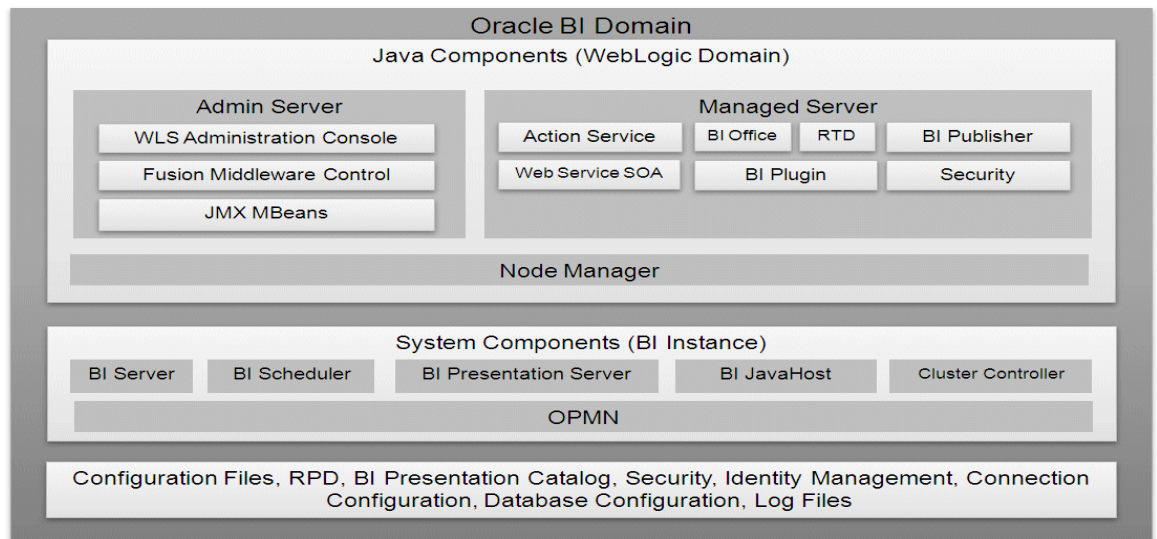 Oracle BI Domain
Java Components (WebLogic Domain)
Admin Server
WLS Administration Console
Fusion Middleware Control
JMX MBeans
Managed Server
Action Service
BI Office
RTD
BI Publisher
Web Service SOA
BI Plugin
Security
Node Manager
System Components (BI Instance)
BI Server
BI Scheduler
BI Presentation Server
BI JavaHost
Cluster Controller
OPMN
Configuration Files, RPD, BI Presentation Catalog, Security, Identity Management, Connection
Configuration, Database Configuration, Log Files